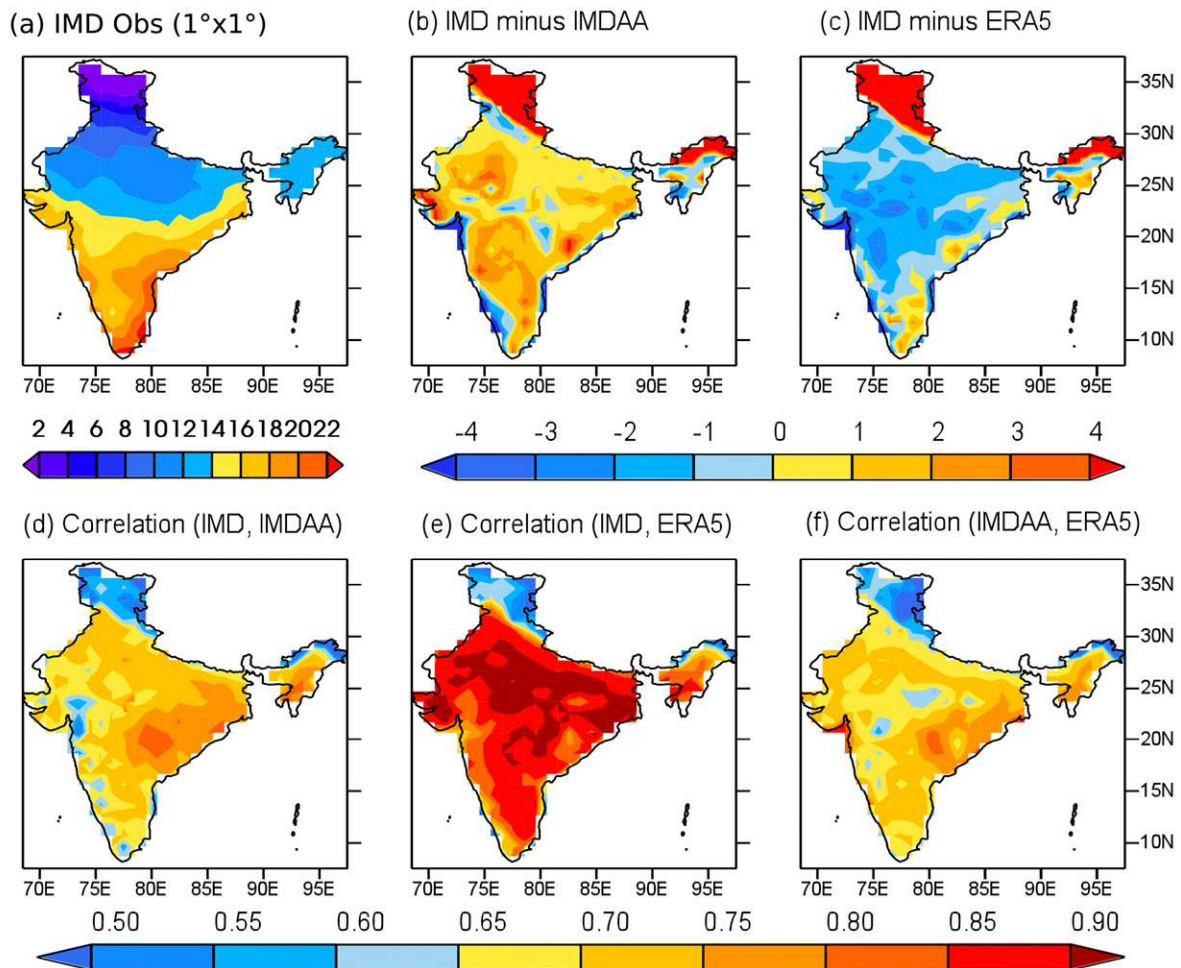 (a) IMD Obs (1°x1°)
(b) IMD minus IMDAA
(c) IMD minus ERA5
35N
30N
25N
20N
15N
10N
70E 75E 80E 85E 90E 95E
70E 75E 80E 85E 90E 95E
70E 75E 80E 85E 90E 95E
2 4 6 8 10 12 14 16 18 20 22
-4 -3 -2 -1 0 1 2 3 4
(d) Correlation (IMD, IMDAA)
(e) Correlation (IMD, ERA5)
(f) Correlation (IMDAA, ERA5)
35N
30N
25N
20N
15N
10N
70E 75E 80E 85E 90E 95E
70E 75E 80E 85E 90E 95E
70E 75E 80E 85E 90E 95E
0.50 0.55 0.60 0.65 0.70 0.75 0.80 0.85 0.90